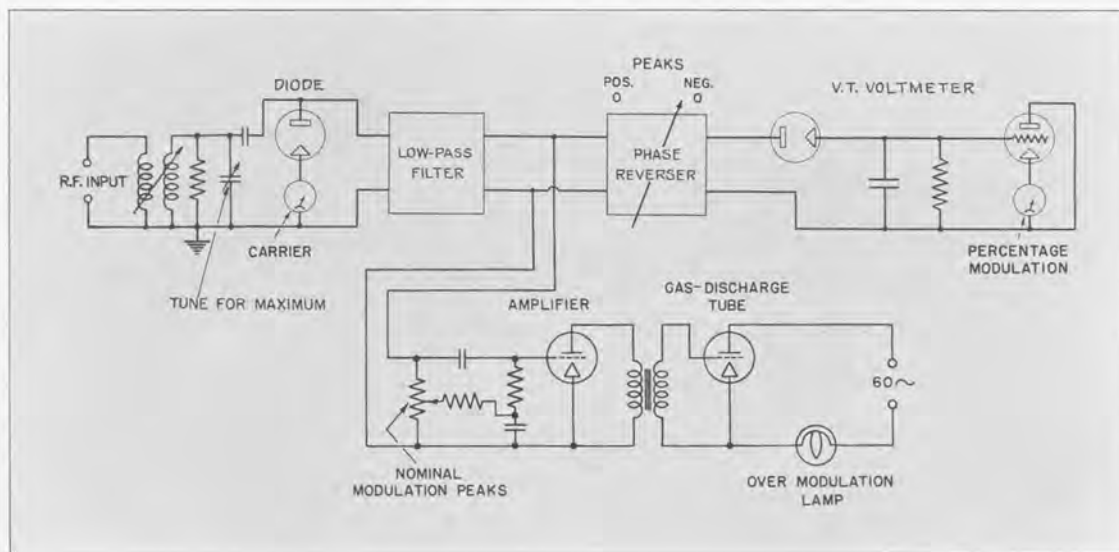 PEAKS
POS. NEG.
DIODE
V.T. VOLTMETER
R.F. INPUT
LOW-PASS
FILTER
PHASE
REVERSER
CARRIER
TUNE FOR MAXIMUM
PERCENTAGE
MODULATION
AMPLIFIER
GAS-DISCHARGE
TUBE
60~
NOMINAL
MODULATION PEAKS
OVER MODULATION
LAMP